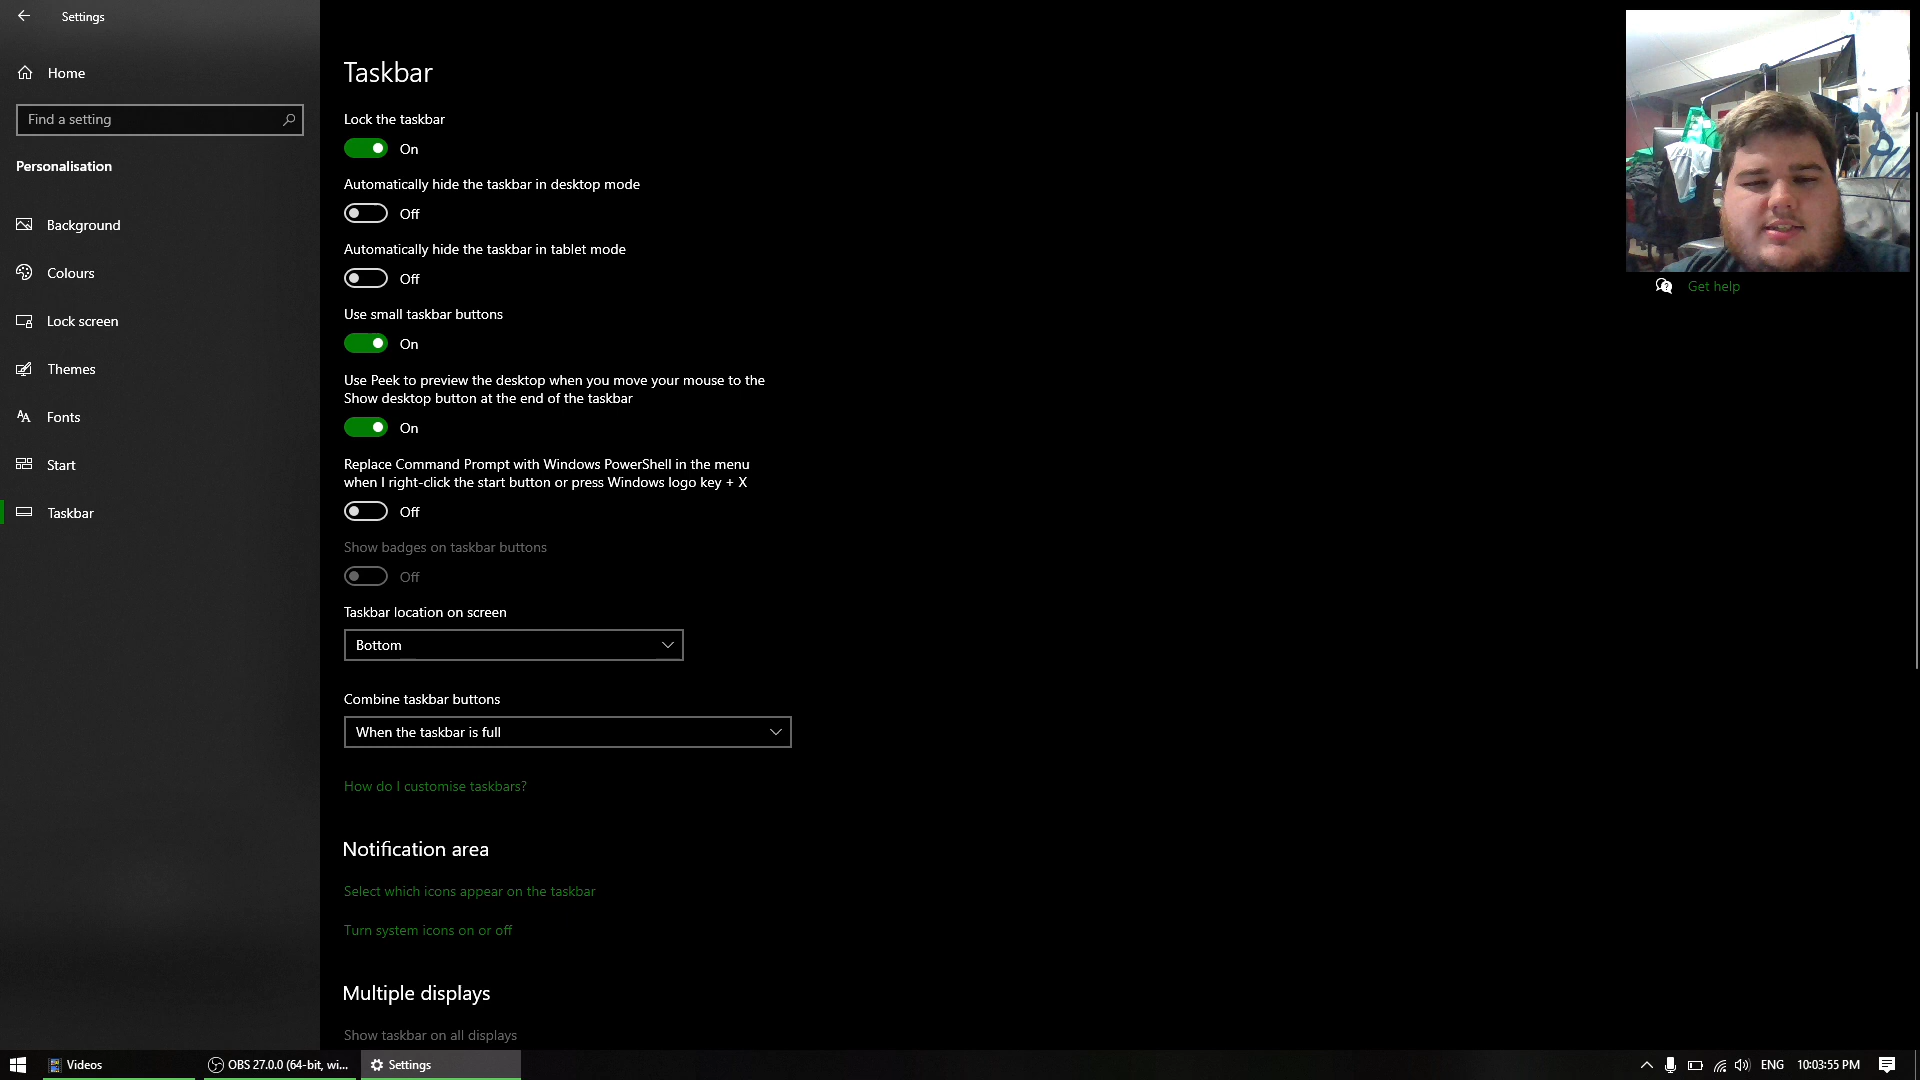 Settings
Home
Find a setting
Personalisation
Background
Colours
Lock screen
Themes
Fonts
Start
Taskbar
Taskbar
Lock the taskbar
On
Automatically hide the taskbar in desktop mode
Off
Automatically hide the taskbar in tablet mode
Off
Use small taskbar buttons
On
Use Peek to preview the desktop when you move your mouse to the
Show desktop button at the end of the taskbar
On
Replace Command Prompt with Windows PowerShell in the menu
when I right-click the start button or press Windows logo key + X
Off
Show badges on taskbar buttons
Off
Taskbar location on screen
Bottom
Combine taskbar buttons
When the taskbar is full
How do I customise taskbars?
Notification area
Select which icons appear on the taskbar
Turn system icons on or off
Multiple displays
Show taskbar on all displays
Get help
Videos
OBS 27.0.0 (64-bit, wi...
Settings
ENG
10:03:55 PM